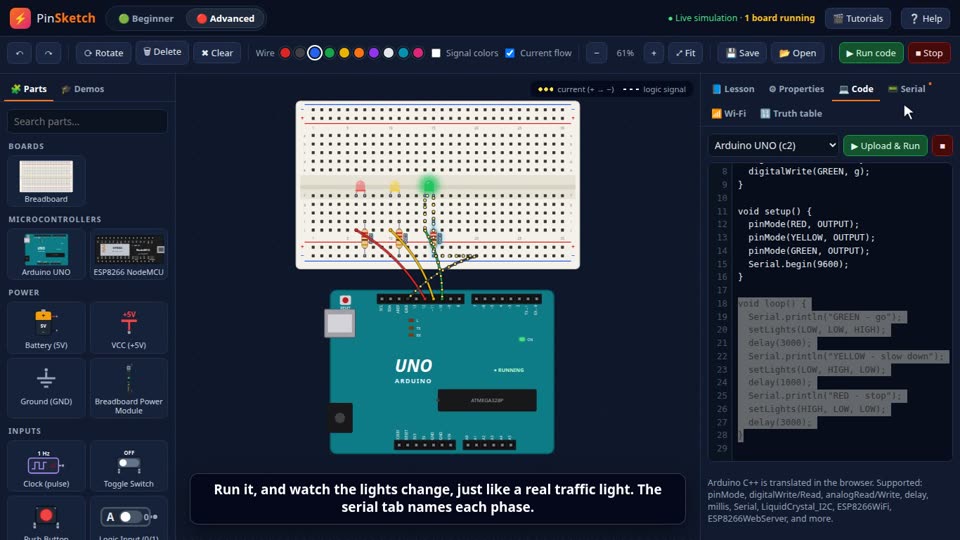 PinSketch
Beginner
Advanced
Live simulation · 1 board running
Tutorials
? Help
Rotate
Delete
Clear
Wire
Signal colors
Current flow
61%
Fit
Save
Open
Run code
Stop
Parts
Demos
Search parts...
BOARDS
Breadboard
MICROCONTROLLERS
Arduino UNO
ESP8266 NodeMCU
POWER
5V
Battery (5V)
+5V
VCC (+5V)
Ground (GND)
Breadboard Power Module
INPUTS
1 Hz
Clock (pulse)
OFF
Toggle Switch
Push Button
A 0
Logic Input (0/1)
current (+ → −)
logic signal
UNO
ARDUINO
ON
RUNNING
ATMEGA328P
Run it, and watch the lights change, just like a real traffic light. The
serial tab names each phase.
Lesson
Properties
Code
Serial
Wi-Fi
Truth table
Arduino UNO (c2)
Upload & Run
8 digitalWrite(GREEN, g);
9 }
10
11 void setup() {
12 pinMode(RED, OUTPUT);
13 pinMode(YELLOW, OUTPUT);
14 pinMode(GREEN, OUTPUT);
15 Serial.begin(9600);
16 }
17
18 void loop() {
19 Serial.println("GREEN - go");
20 setLights(LOW, LOW, HIGH);
21 delay(3000);
22 Serial.println("YELLOW - slow down");
23 setLights(LOW, HIGH, LOW);
24 delay(1000);
25 Serial.println("RED - stop");
26 setLights(HIGH, LOW, LOW);
27 delay(3000);
28 }
29
Arduino C++ is translated in the browser. Supported:
pinMode, digitalWrite/Read, analogRead/Write, delay,
millis, Serial, LiquidCrystal_I2C, ESP8266WiFi,
ESP8266WebServer, and more.